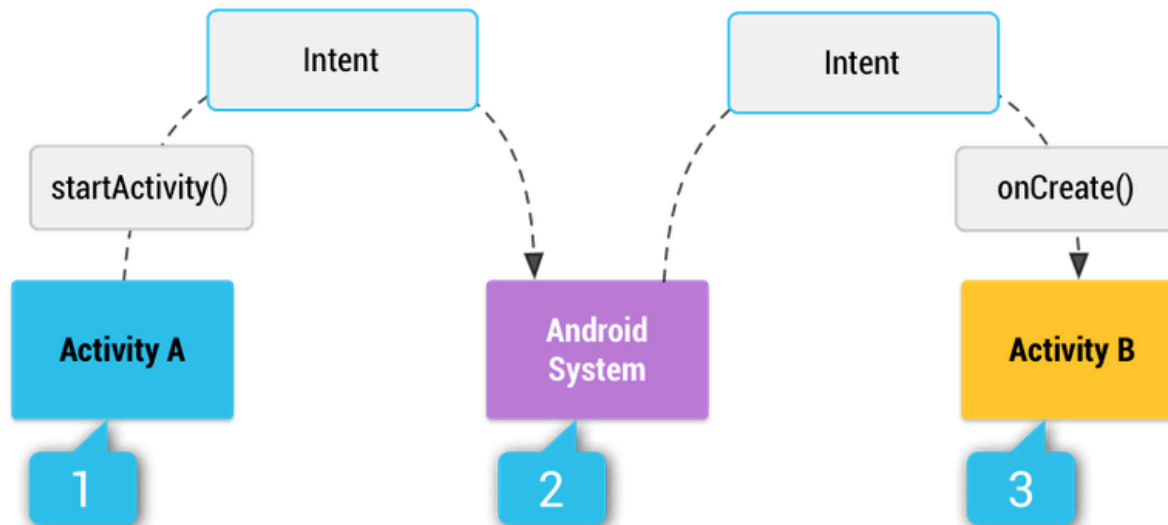 Intent
Intent
startActivity()
onCreate()
Activity A
Android
System
Activity B
1
2
3